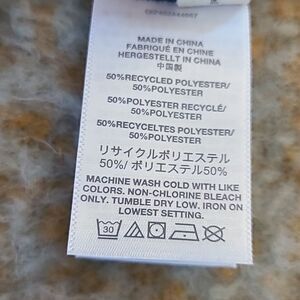 MADE IN CHINA
FABRIQUÉ EN CHINE
HERGESTELLT IN CHINA
中国製
50%RECYCLED POLYESTER/
50%POLYESTER
50%POLYESTER RECYCLÉ/
50%POLYESTER
50%RECYCELTES POLYESTER/
50%POLYESTER
リサイクルポリエステル
50%/ ポリエステル50%
MACHINE WASH COLD WITH LIKE
COLORS. NON-CHLORINE BLEACH
ONLY. TUMBLE DRY LOW. IRON ON
LOWEST SETTING.
30